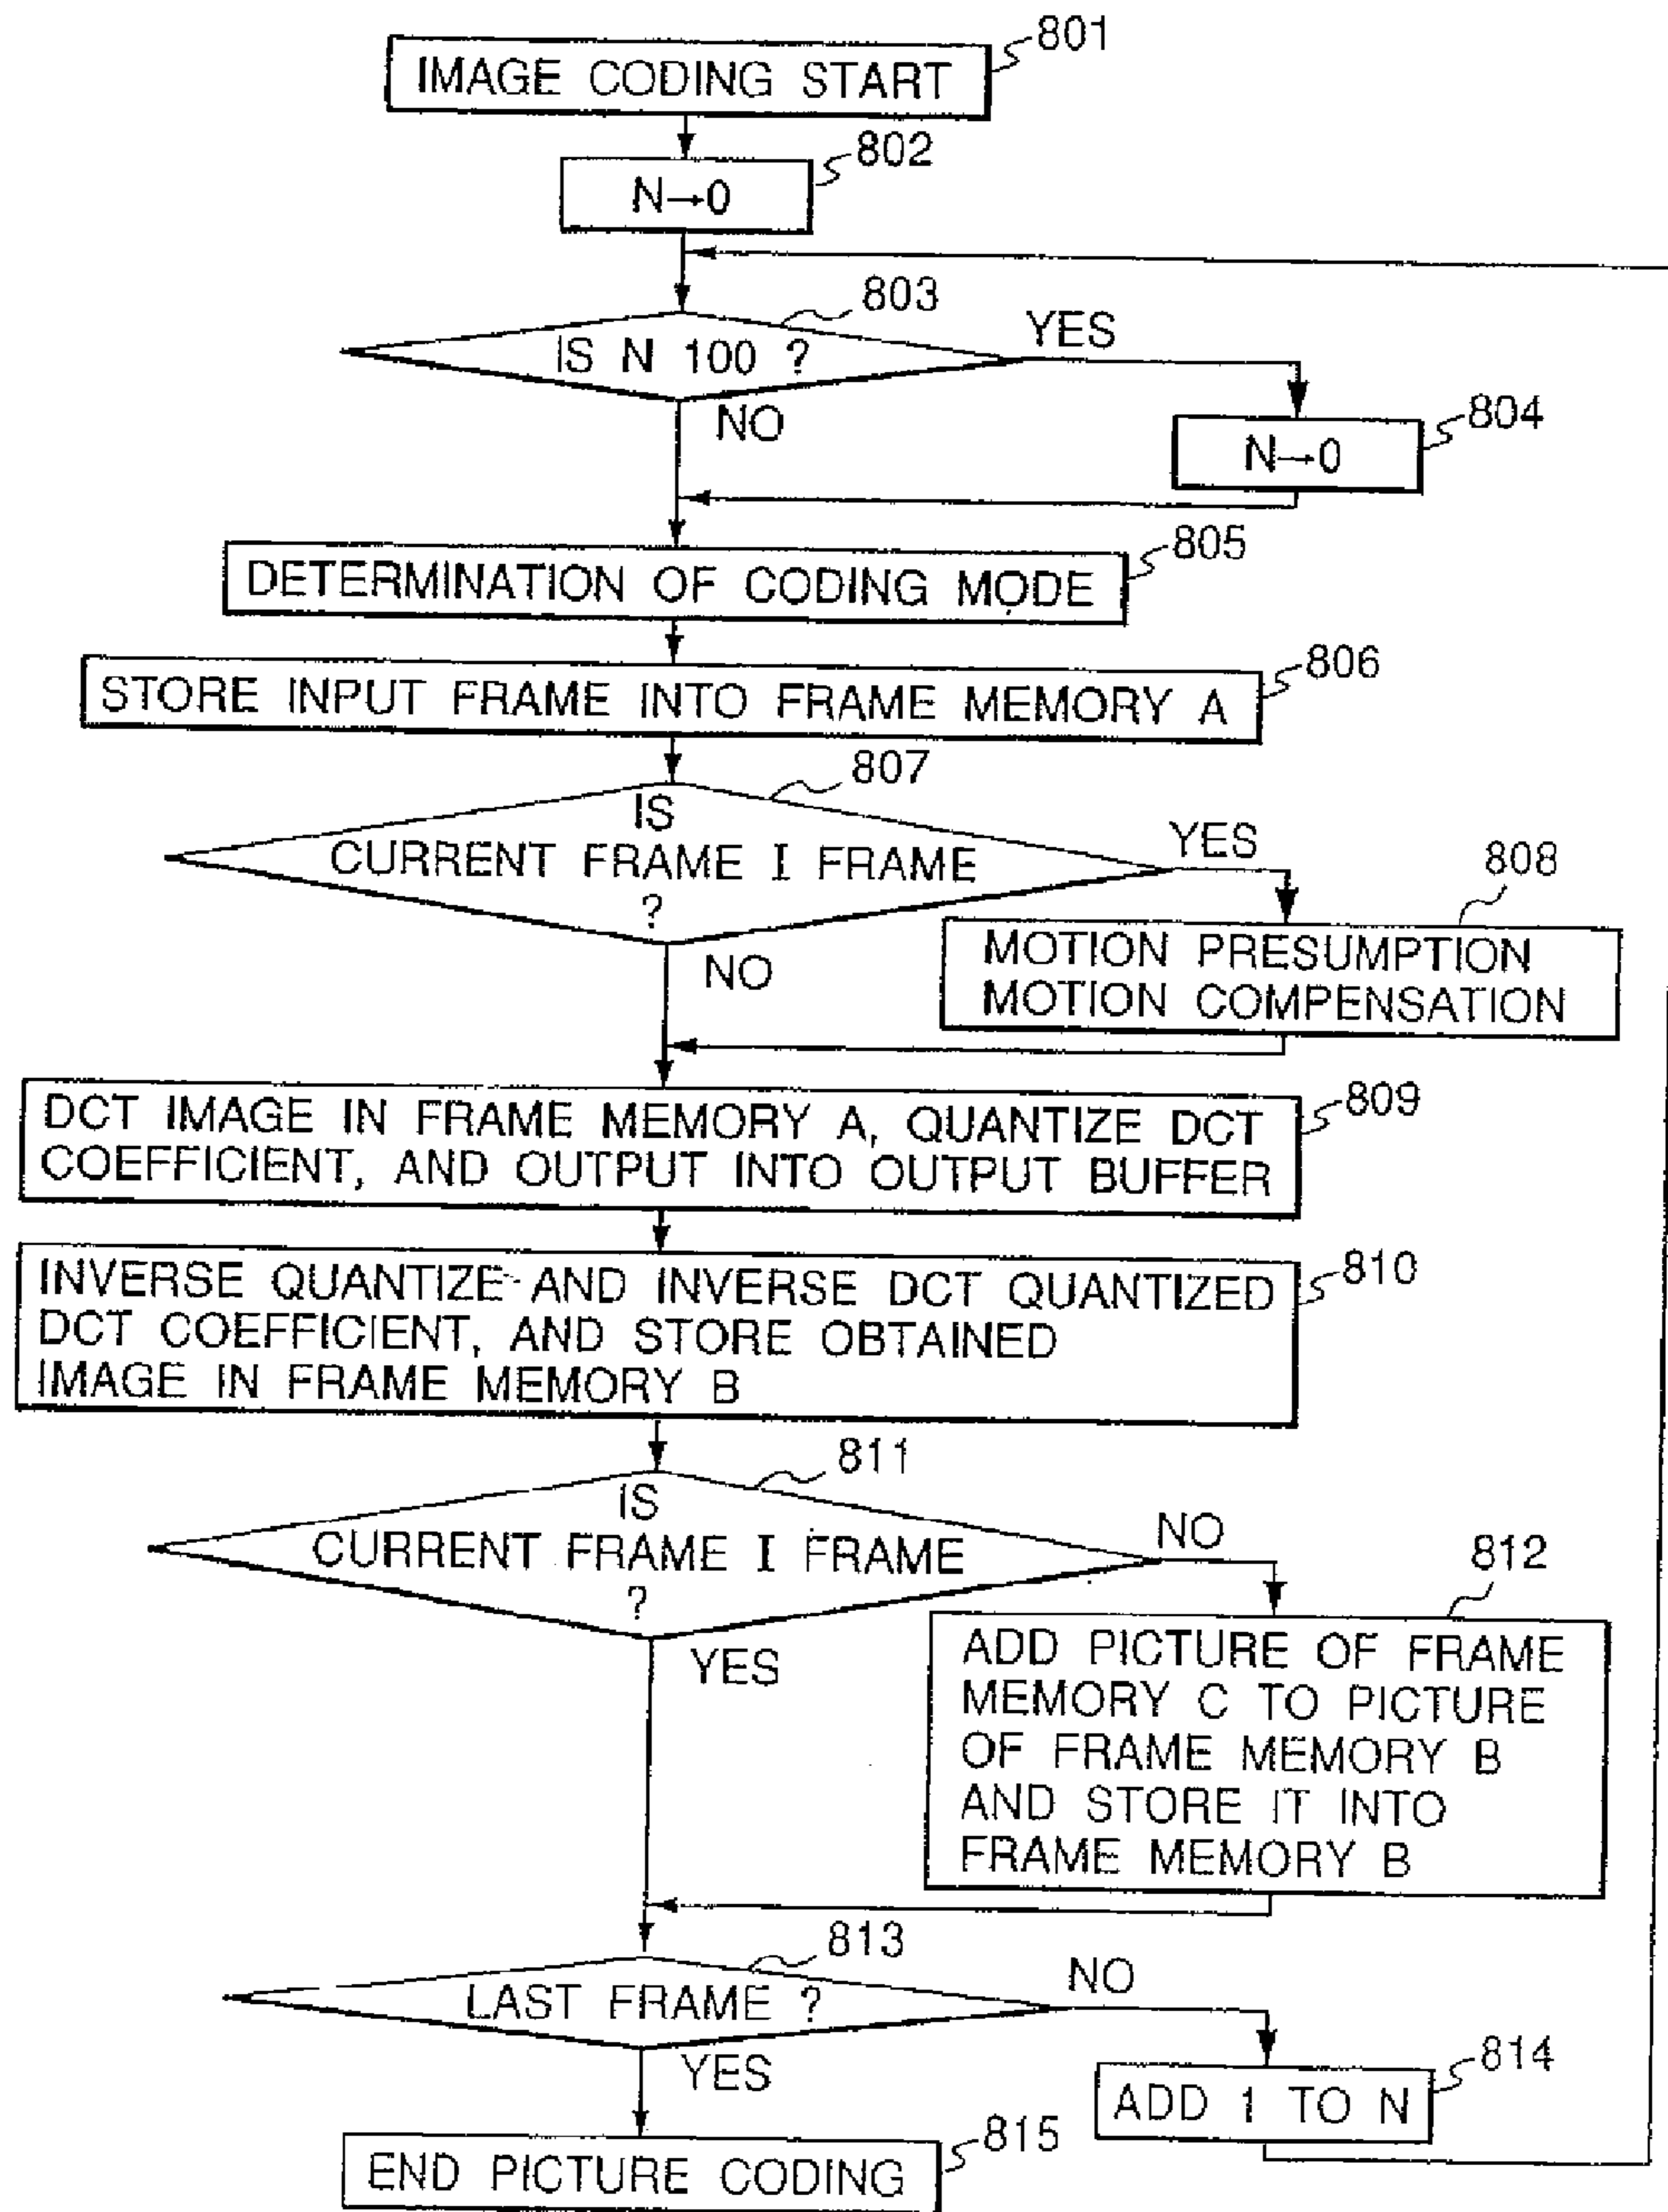 IMAGE CODING START
801
N→0
802
IS N 100 ?
803
YES
NO
N→0
804
DETERMINATION OF CODING MODE
805
STORE INPUT FRAME INTO FRAME MEMORY A
806
IS
CURRENT FRAME I FRAME
?
807
YES
NO
MOTION PRESUMPTION
MOTION COMPENSATION
808
DCT IMAGE IN FRAME MEMORY A, QUANTIZE DCT
COEFFICIENT, AND OUTPUT INTO OUTPUT BUFFER
809
INVERSE QUANTIZE AND INVERSE DCT QUANTIZED
DCT COEFFICIENT, AND STORE OBTAINED
IMAGE IN FRAME MEMORY B
810
IS
CURRENT FRAME I FRAME
?
811
NO
YES
ADD PICTURE OF FRAME
MEMORY C TO PICTURE
OF FRAME MEMORY B
AND STORE IT INTO
FRAME MEMORY B
812
LAST FRAME ?
813
NO
YES
ADD 1 TO N
814
END PICTURE CODING
815